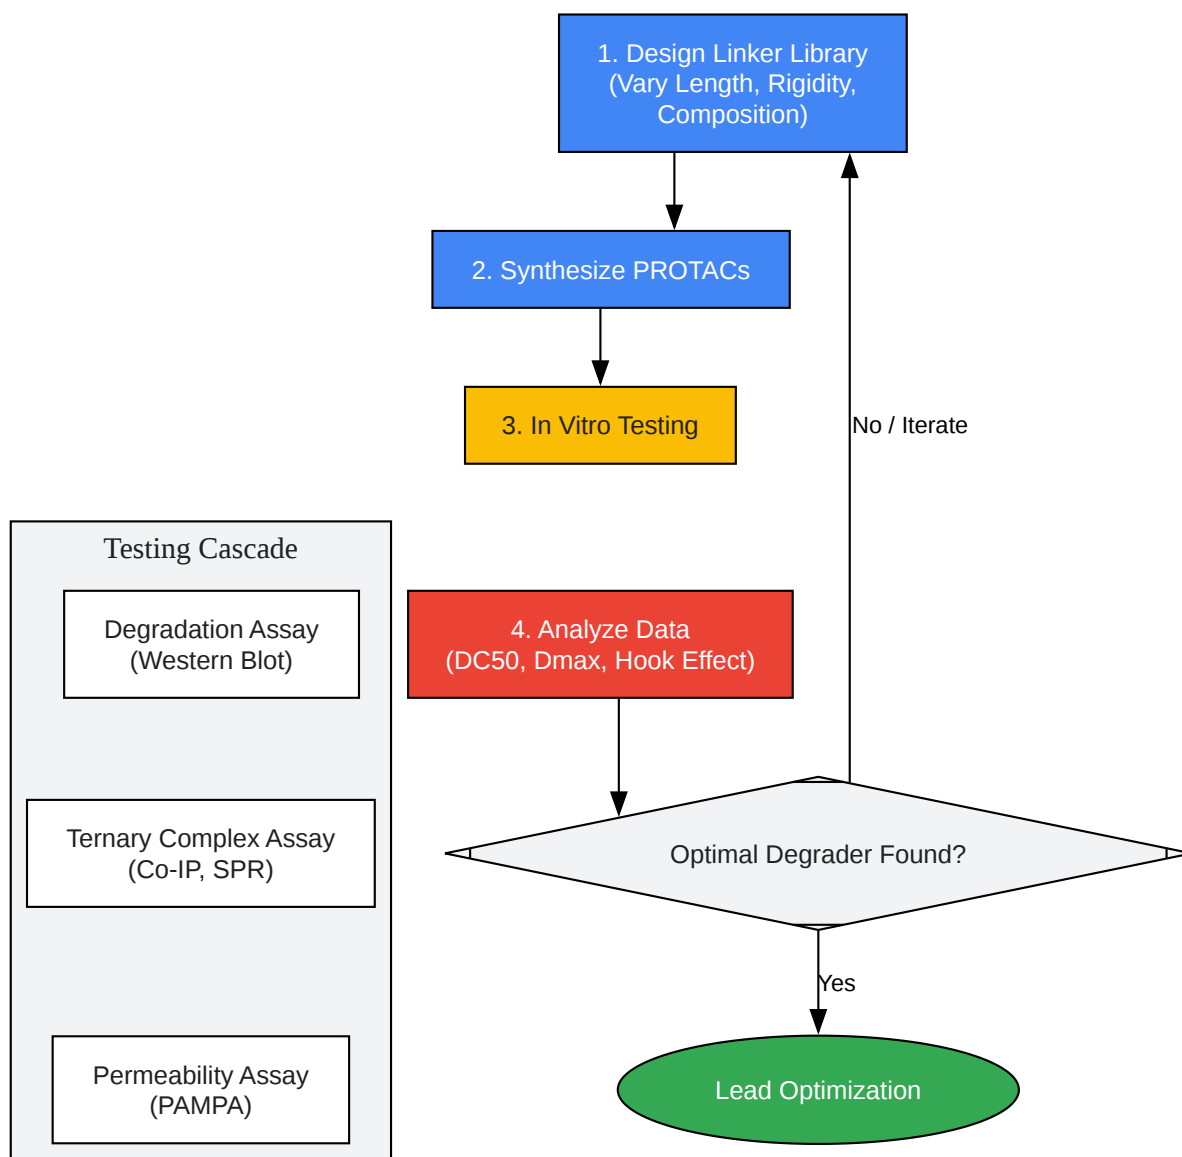 1. Design Linker Library
(Vary Length, Rigidity,
Composition)
2. Synthesize PROTACs
3. In Vitro Testing
No / Iterate
Testing Cascade
Degradation Assay
(Western Blot)
4. Analyze Data
(DC50, Dmax, Hook Effect)
Ternary Complex Assay
(Co-IP, SPR)
Optimal Degrader Found?
Yes
Permeability Assay
(PAMPA)
Lead Optimization